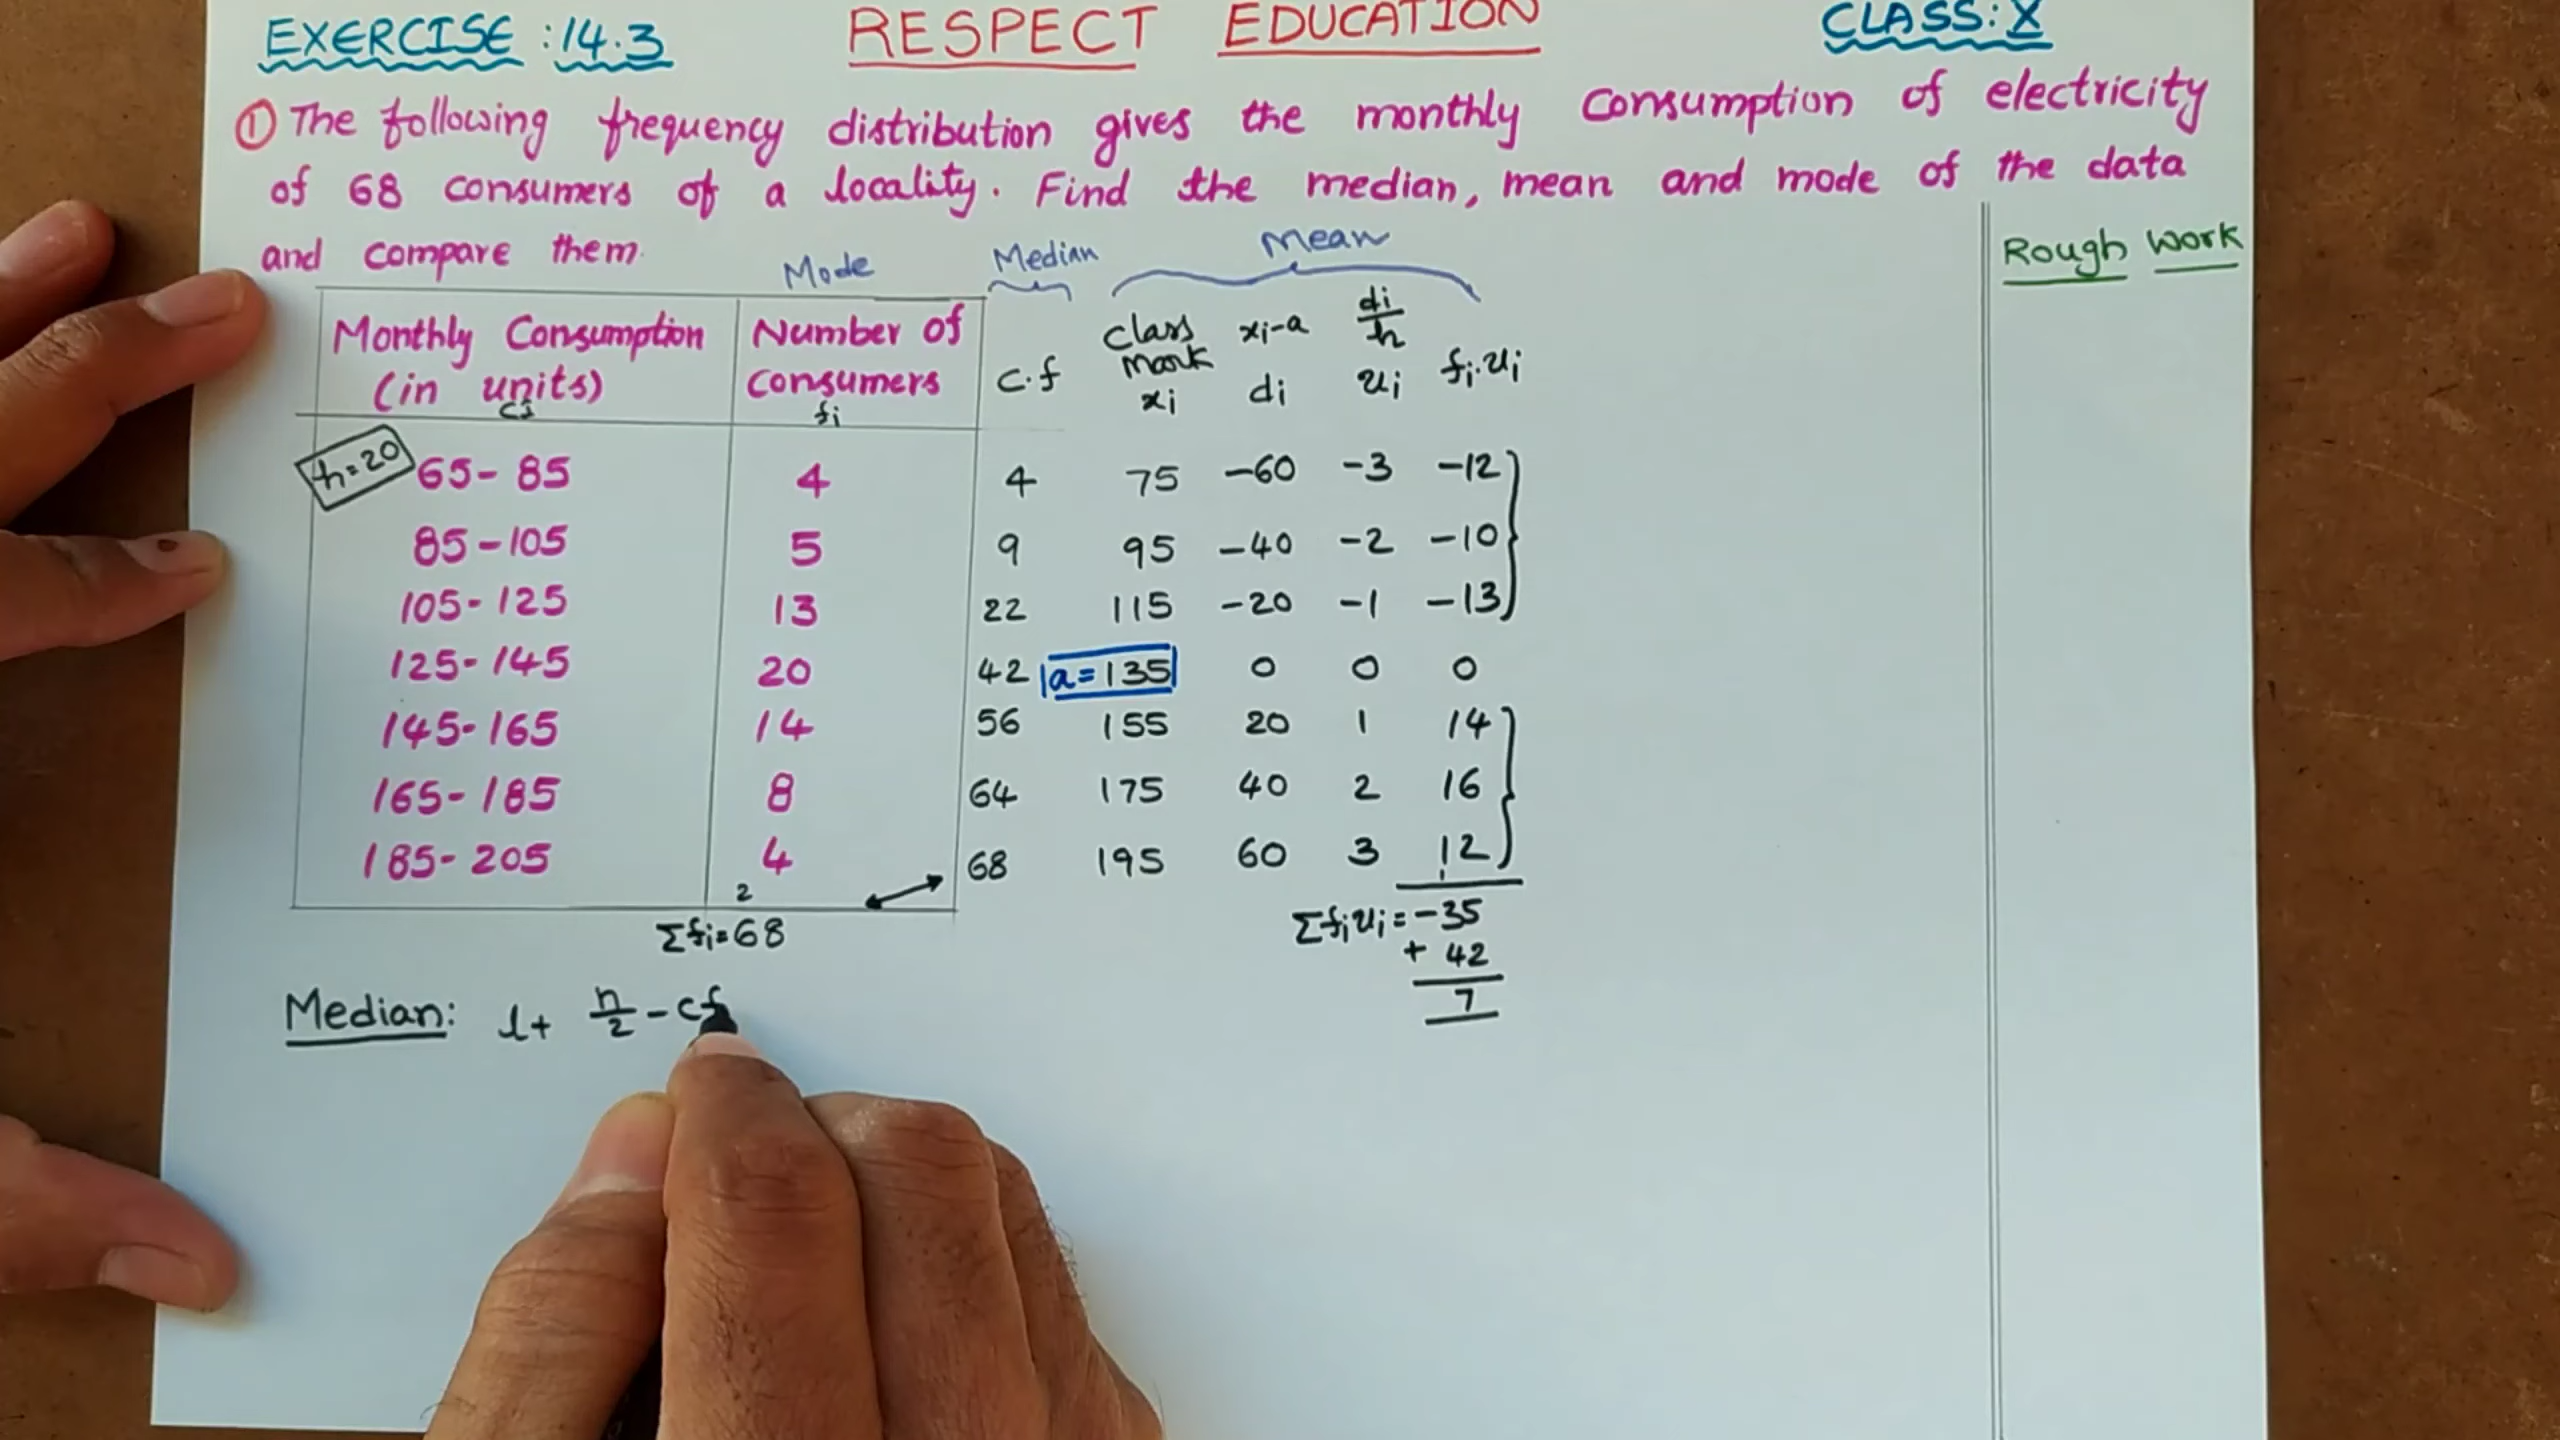 EXERCISE : 14.3 RESPECT EDUCATION CLASS: X
① The following frequency distribution gives the monthly consumption of electricity
of 68 consumers of a locality. Find the median, mean and mode of the data
and compare them.
Mode Median Mean
Rough Work
Monthly Consumption (in units) CI
Number of consumers fi
c.f
class mark xi
xi-a di
di/h ui
fi.ui
h=20
65-85 4 4 75 -60 -3 -12
85-105 5 9 95 -40 -2 -10
105-125 13 22 115 -20 -1 -13
125-145 20 42 a=135 0 0 0
145-165 14 56 155 20 1 14
165-185 8 64 175 40 2 16
185-205 4 68 195 60 3 12
2 1
Σfi=68 Σfiui = -35
+ 42
7
Median: l+ n/2 - cf